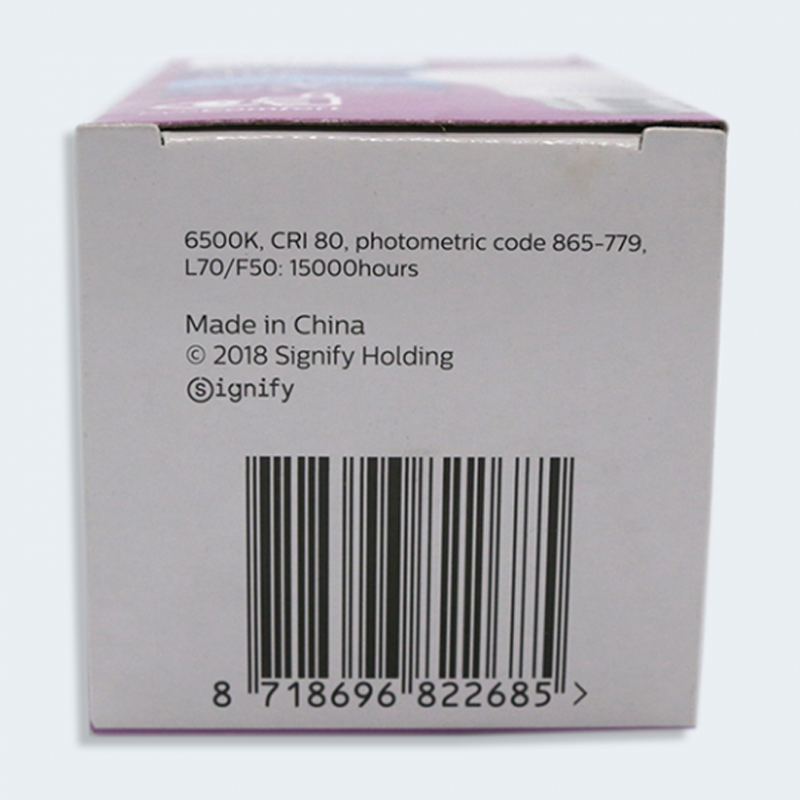 6500K, CRI 80, photometric code 865-779,
L70/F50: 15000hours
Made in China
© 2018 Signify Holding
Signify
8 718696 822685 >